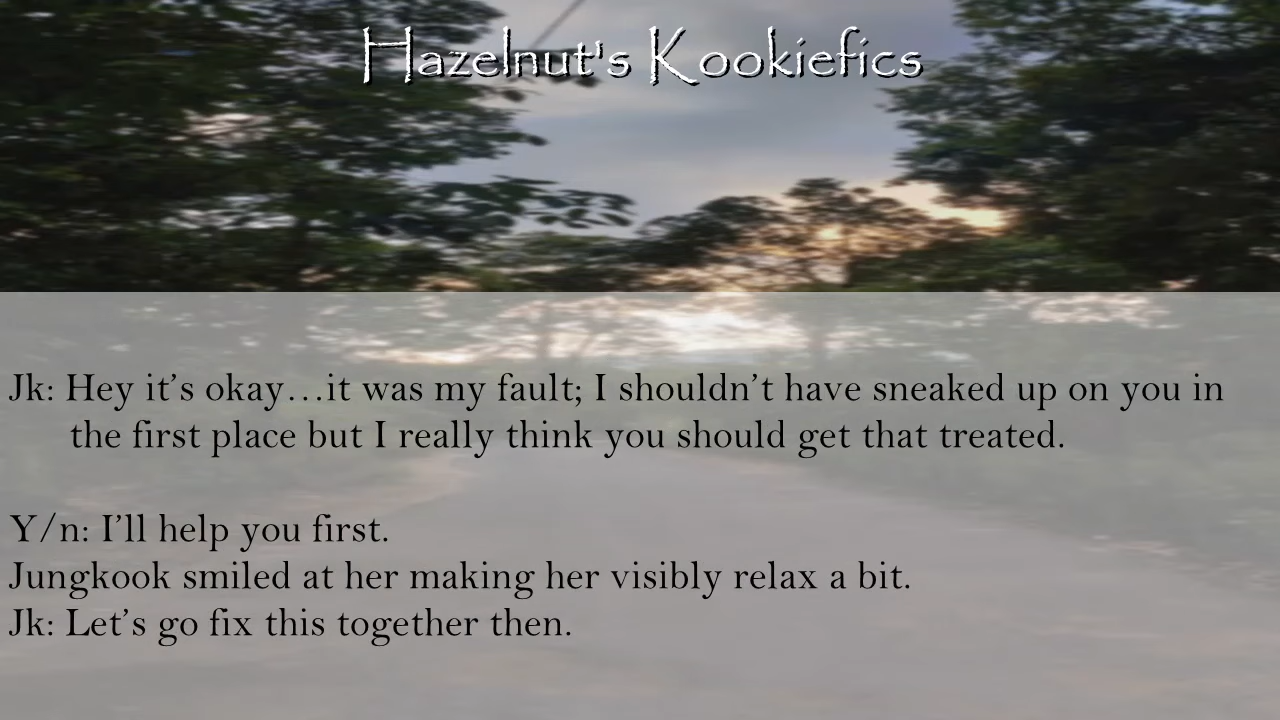 Hazelnut's Kookiefics
Jk: Hey it’s okay…it was my fault; I shouldn’t have sneaked up on you in
the first place but I really think you should get that treated.
Y/n: I’ll help you first.
Jungkook smiled at her making her visibly relax a bit.
Jk: Let’s go fix this together then.